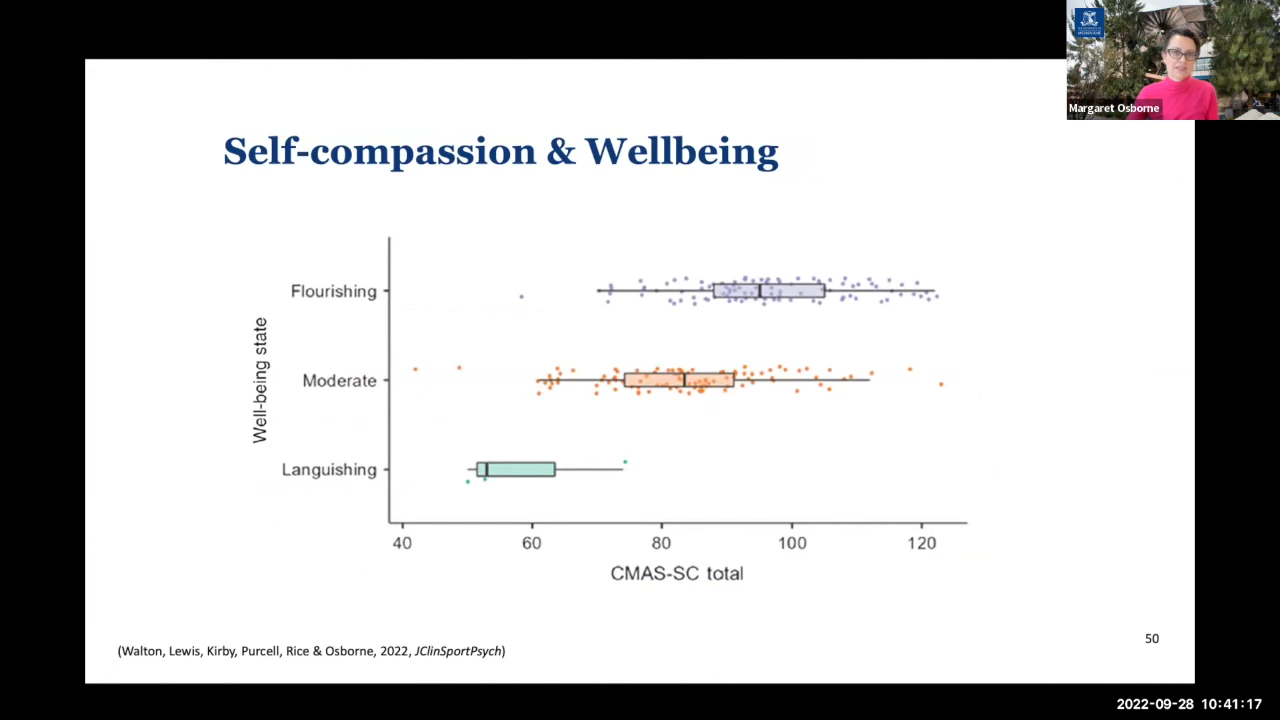 Margaret Osborne
Self-compassion & Wellbeing
Well-being state
Flourishing
Moderate
Languishing
40 60 80 100 120
CMAS-SC total
50
(Walton, Lewis, Kirby, Purcell, Rice & Osborne, 2022, JClinSportPsych)
2022-09-28 10:41:17